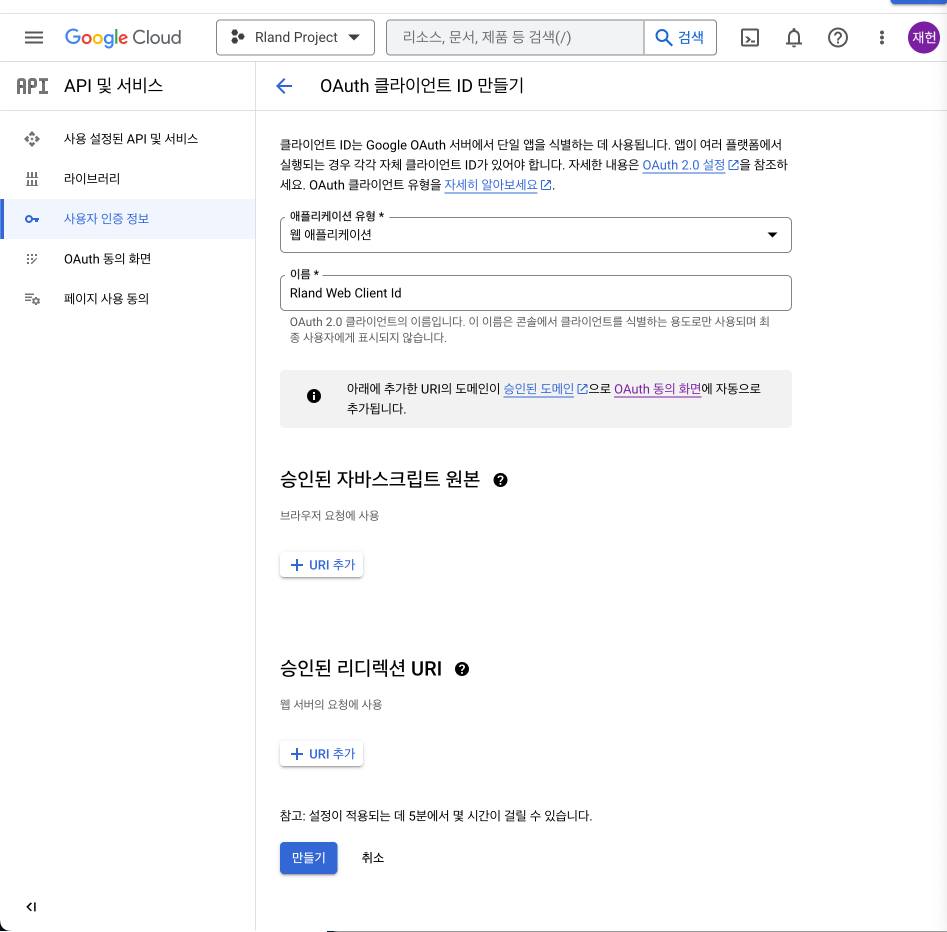 Google Cloud
Rland Project
리소스, 문서, 제품 등 검색(/)
검색
재헌
API
API 및 서비스
OAuth 클라이언트 ID 만들기
사용 설정된 API 및 서비스
라이브러리
사용자 인증 정보
OAuth 동의 화면
페이지 사용 동의
클라이언트 ID는 Google OAuth 서버에서 단일 앱을 식별하는 데 사용됩니다. 앱이 여러 플랫폼에서
실행되는 경우 각각 자체 클라이언트 ID가 있어야 합니다. 자세한 내용은 OAuth 2.0 설정을 참조하
세요. OAuth 클라이언트 유형을 자세히 알아보세요.
애플리케이션 유형 *
웹 애플리케이션
이름 *
Rland Web Client Id
OAuth 2.0 클라이언트의 이름입니다. 이 이름은 콘솔에서 클라이언트를 식별하는 용도로만 사용되며 최
종 사용자에게 표시되지 않습니다.
아래에 추가한 URI의 도메인이 승인된 도메인으로 OAuth 동의 화면에 자동으로
추가됩니다.
승인된 자바스크립트 원본
브라우저 요청에 사용
+ URI 추가
승인된 리디렉션 URI
웹 서버의 요청에 사용
+ URI 추가
참고: 설정이 적용되는 데 5분에서 몇 시간이 걸릴 수 있습니다.
만들기
취소